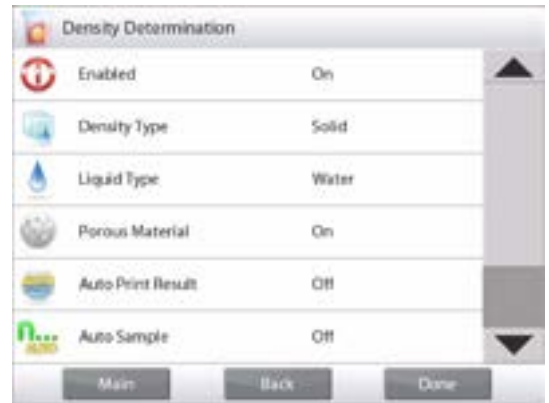 Density Determination
Enabled On
Density Type Solid
Liquid Type Water
Porous Material On
Auto Print Result Off
n... Auto Sample Off
AUTO
Main Back Done